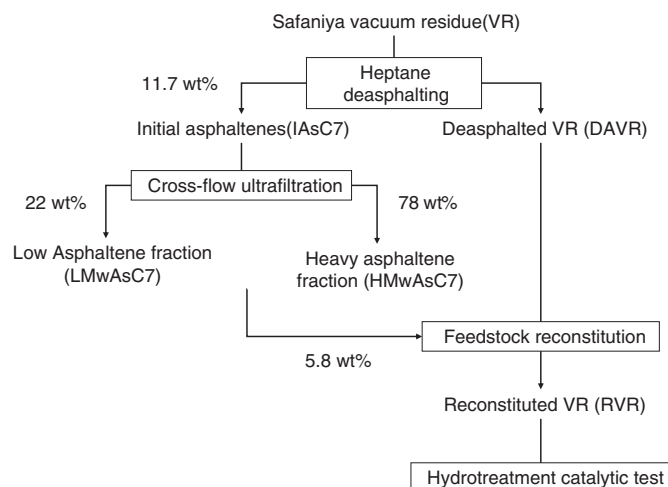 Safaniya vacuum residue(VR)
11.7 wt%
Heptane
deasphalting
Initial asphaltenes(IAsC7)
Deasphalted VR (DAVR)
Cross-flow ultrafiltration
22 wt%
78 wt%
Low Asphaltene fraction
(LMwAsC7)
Heavy asphaltene
fraction (HMwAsC7)
Feedstock reconstitution
5.8 wt%
Reconstituted VR (RVR)
Hydrotreatment catalytic test